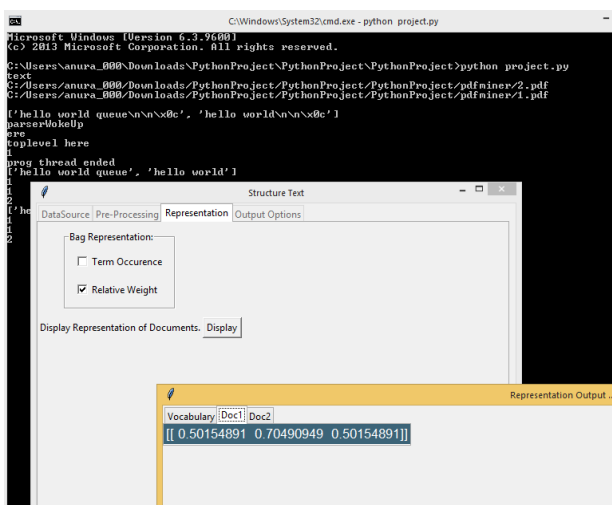 C:\Windows\System32\cmd.exe - python project.py
Microsoft Windows [Version 6.3.9600]
(c) 2013 Microsoft Corporation. All rights reserved.
C:\Users\anura_000\Downloads\PythonProject\PythonProject>python project.py
text
C:/Users/anura_000/Downloads/PythonProject/PythonProject/pdfminer/2.pdf
C:/Users/anura_000/Downloads/PythonProject/PythonProject/pdfminer/1.pdf
['hello world queue\n\n\x0c', 'hello world\n\n\x0c']
parserWokeUp
ere
toplevel here
1
prog thread ended
['hello world queue', 'hello world']
1
1
2
['he
1
1
2
Structure Text
DataSource Pre-Processing Representation Output Options
Bag Representation:
Term Occurence
Relative Weight
Display Representation of Documents. Display
Representation Output ..
Vocabulary Doc1 Doc2
[[ 0.50154891 0.70490949 0.50154891]]